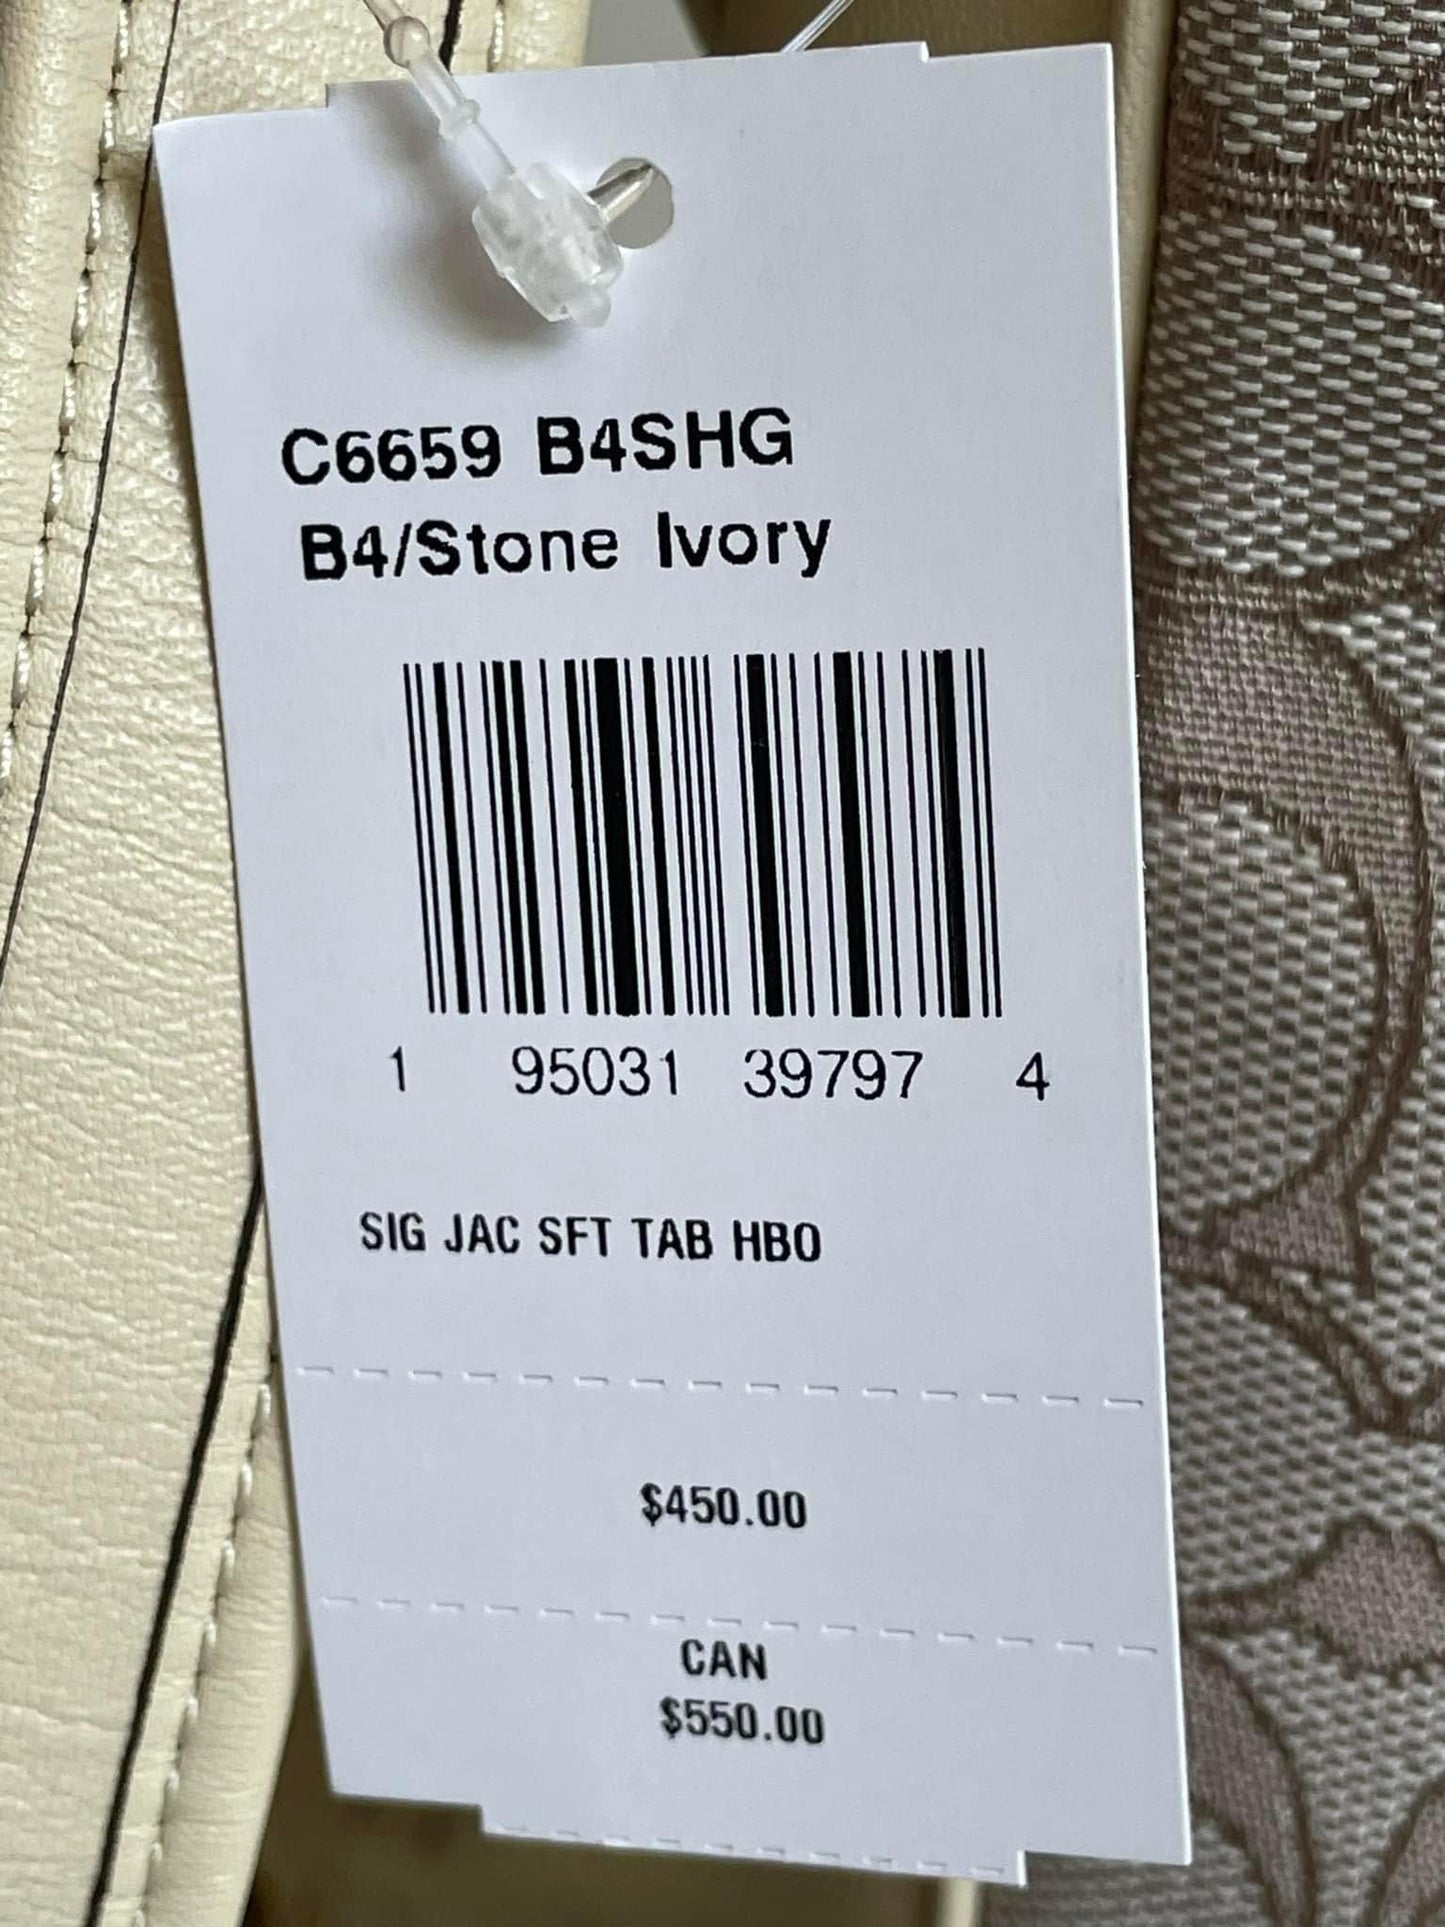 C6659 B4SHG
B4/Stone Ivory
1 95031 39797 4
SIG JAC SFT TAB HBO
$450.00
CAN
$550.00